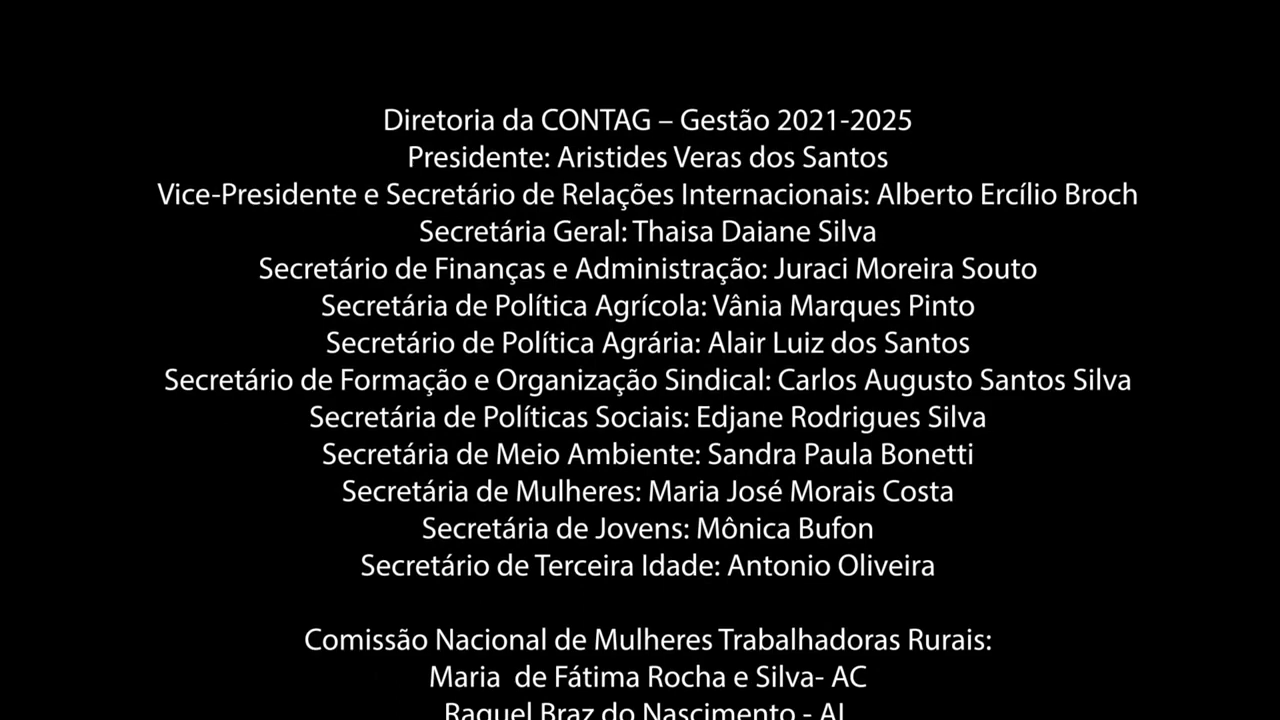 Diretoria da CONTAG – Gestão 2021-2025
Presidente: Aristides Veras dos Santos
Vice-Presidente e Secretário de Relações Internacionais: Alberto Ercílio Broch
Secretária Geral: Thaisa Daiane Silva
Secretário de Finanças e Administração: Juraci Moreira Souto
Secretária de Política Agrícola: Vânia Marques Pinto
Secretário de Política Agrária: Alair Luiz dos Santos
Secretário de Formação e Organização Sindical: Carlos Augusto Santos Silva
Secretária de Políticas Sociais: Edjane Rodrigues Silva
Secretária de Meio Ambiente: Sandra Paula Bonetti
Secretária de Mulheres: Maria José Morais Costa
Secretária de Jovens: Mônica Bufon
Secretário de Terceira Idade: Antonio Oliveira
Comissão Nacional de Mulheres Trabalhadoras Rurais:
Maria  de Fátima Rocha e Silva- AC
Raquel Braz do Nascimento -